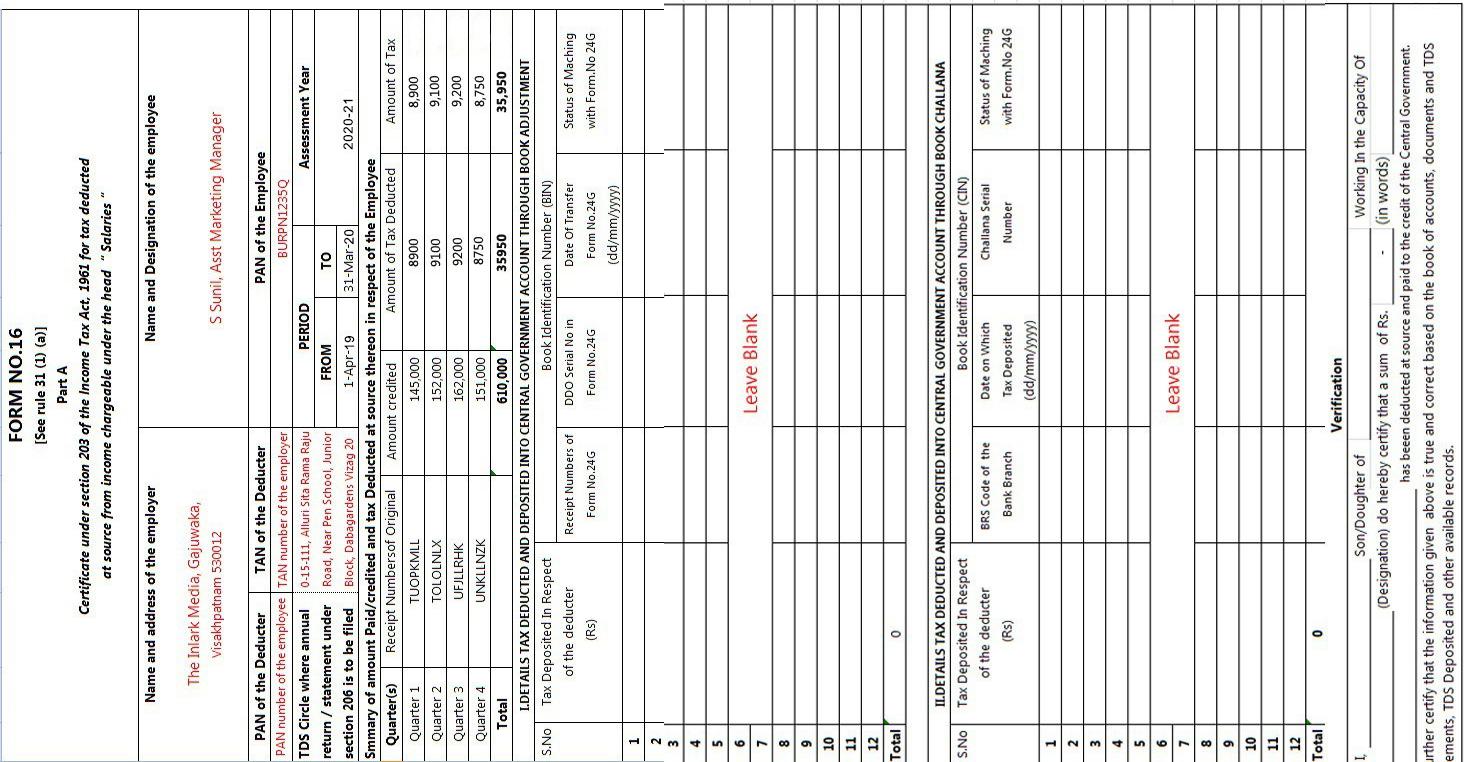 FORM NO.16
[See rule 31 (1) (a)]
Part A
Certificate under section 203 of the Income Tax Act, 1961 for tax deducted
at source from income chargeable under the head " Salaries "
Name and address of the employer Name and Designation of the employee
The Inlark Media, Gajuwaka, S Sunil, Asst Marketing Manager
Visakhpatnam 530012
PAN of the Deducter TAN of the Deducter PAN of the Employee
PAN number of the employee TAN number of the employer BURPN1235Q
TDS Circle where annual 0-15-111, Alluri Sita Rama Raju PERIOD Assessment Year
return / statement under Road, Near Pen School, Junior FROM TO
section 206 is to be filed Block, Dabagardens Vizag 20 1-Apr-19 31-Mar-20 2020-21
Smmary of amount Paid/credited and tax Deducted at source thereon in respect of the Employee
Quarter(s) Receipt Numbersof Original Amount credited Amount of Tax Deducted Amount of Tax
Quarter 1 TUOPKMLL 145,000 8900 8,900
Quarter 2 TOLOLNLX 152,000 9100 9,100
Quarter 3 UFJLLRHK 162,000 9200 9,200
Quarter 4 UNKLLNZK 151,000 8750 8,750
Total 610,000 35950 35,950
I.DETAILS TAX DEDUCTED AND DEPOSITED INTO CENTRAL GOVERNMENT ACCOUNT THROUGH BOOK ADJUSTMENT
S.No Tax Deposited In Respect Book Identification Number (BIN)
of the deducter Receipt Numbers of DDO Serial No in Date Of Transfer Status of Maching
(Rs) Form No.24G Form No.24G Form No.24G with Form.No 24G
(dd/mm/yyyy)
1
2
3
4
5
6 Leave Blank
7
8
9
10
11
12
Total 0
II.DETAILS TAX DEDUCTED AND DEPOSITED INTO CENTRAL GOVERNMENT ACCOUNT THROUGH BOOK CHALLANA
S.No Tax Deposited In Respect Book Identification Number (CIN)
of the deducter BRS Code of the Date on Which Challana Serial Status of Maching
(Rs) Bank Branch Tax Deposited Number with Form.No 24G
(dd/mm/yyyy)
1
2
3
4
5
6 Leave Blank
7
8
9
10
11
12
Total 0
Verification
I, Son/Doughter of Working In the Capacity Of
(Designation) do hereby certify that a sum of Rs. - (in words)
has beeen deducted at source and paid to the credit of the Central Government.
urther certify that the information given above is true and correct based on the book of accounts, documents and TDS
ements, TDS Deposited and other available records.